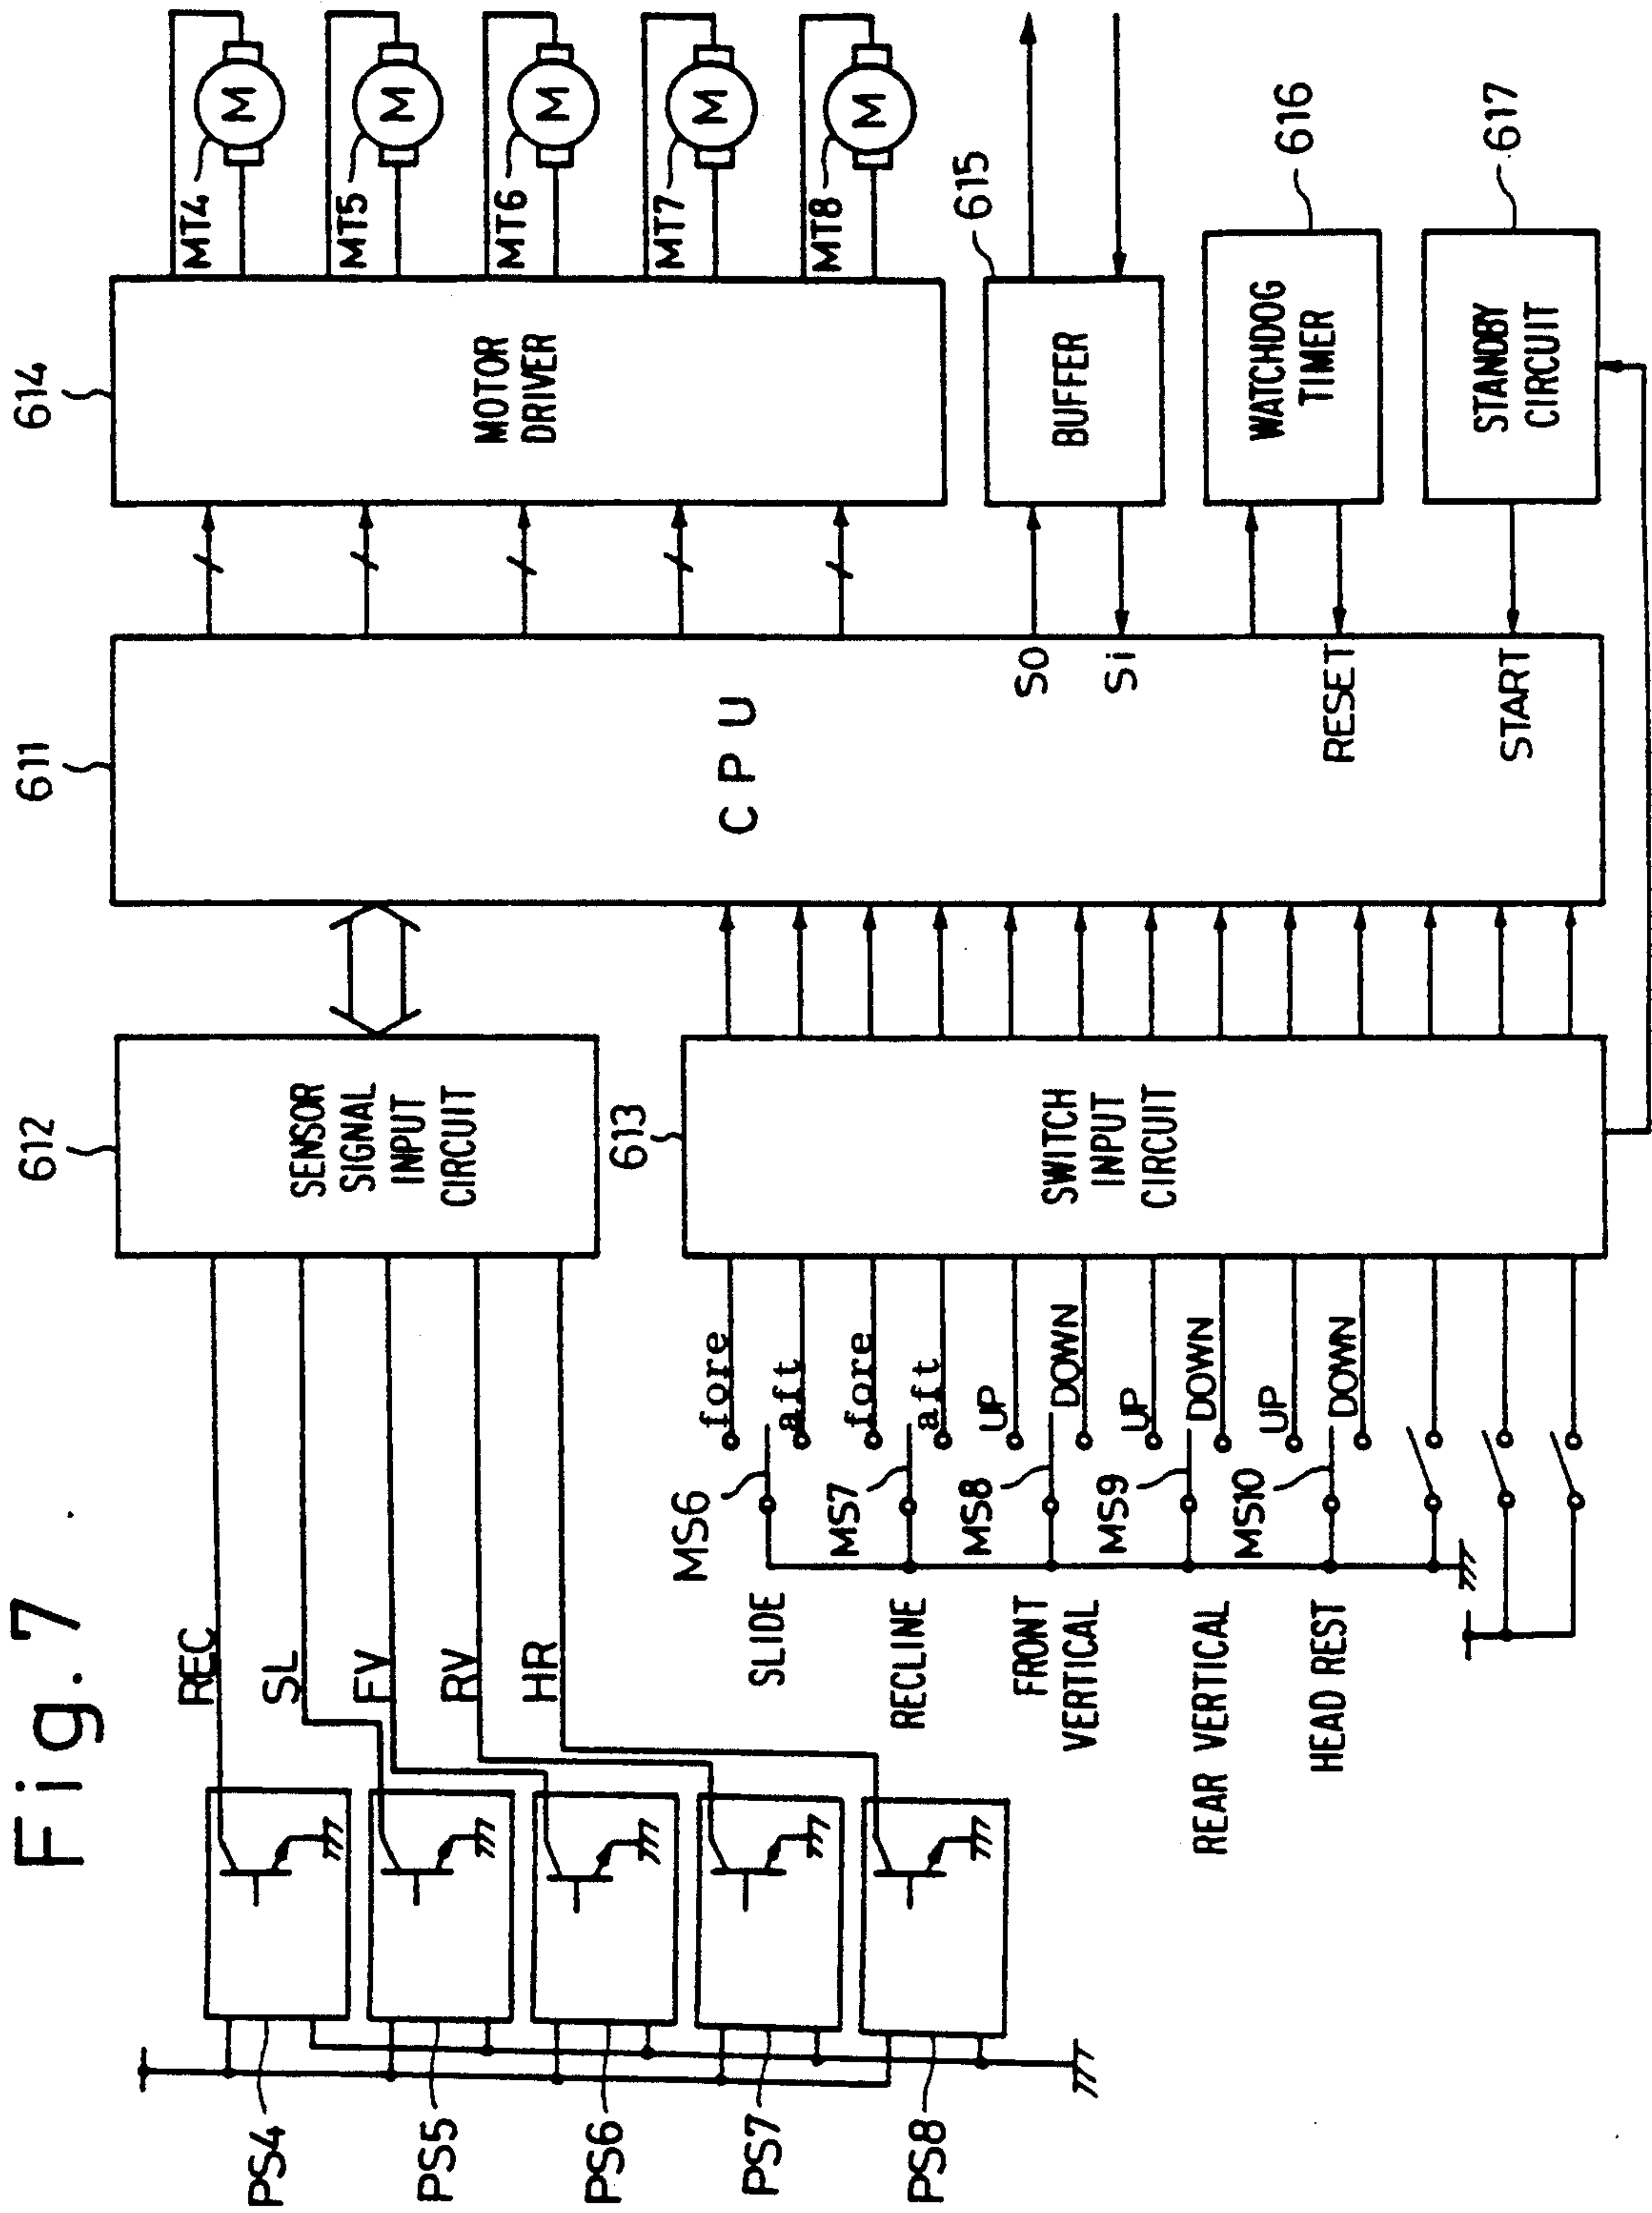 Fig. 7
PS4
PS5
PS6
PS7
PS8
REC
SL
FV
RV
HR
612
SENSOR
SIGNAL
INPUT
CIRCUIT
611
C P U
614
MOTOR
DRIVER
MT4
M
MT5
M
MT6
M
MT7
M
MT8
M
SLIDE
MS6
fore
aft
RECLINE
MS7
fore
aft
FRONT
VERTICAL
MS8
UP
DOWN
REAR VERTICAL
MS9
UP
DOWN
HEAD REST
MS10
UP
DOWN
613
SWITCH
INPUT
CIRCUIT
SO
Si
RESET
START
615
BUFFER
616
WATCHDOG
TIMER
617
STANDBY
CIRCUIT